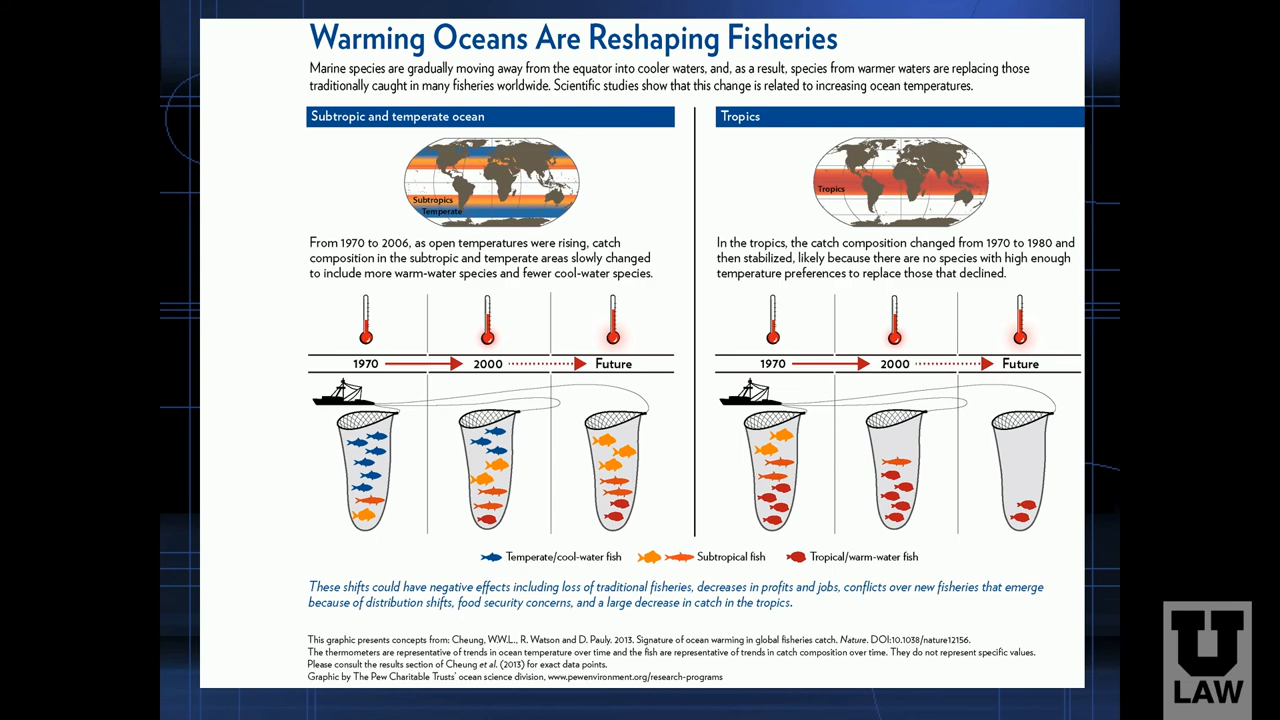 Warming Oceans Are Reshaping Fisheries
Marine species are gradually moving away from the equator into cooler waters, and, as a result, species from warmer waters are replacing those
traditionally caught in many fisheries worldwide. Scientific studies show that this change is related to increasing ocean temperatures.
Subtropic and temperate ocean
Subtropics
Temperate
From 1970 to 2006, as open temperatures were rising, catch
composition in the subtropic and temperate areas slowly changed
to include more warm-water species and fewer cool-water species.
1970 2000 Future
Tropics
Tropics
In the tropics, the catch composition changed from 1970 to 1980 and
then stabilized, likely because there are no species with high enough
temperature preferences to replace those that declined.
1970 2000 Future
Temperate/cool-water fish Subtropical fish Tropical/warm-water fish
These shifts could have negative effects including loss of traditional fisheries, decreases in profits and jobs, conflicts over new fisheries that emerge
because of distribution shifts, food security concerns, and a large decrease in catch in the tropics.
This graphic presents concepts from: Cheung, W.W.L., R. Watson and D. Pauly. 2013. Signature of ocean warming in global fisheries catch. Nature. DOI:10.1038/nature12156.
The thermometers are representative of trends in ocean temperature over time and the fish are representative of trends in catch composition over time. They do not represent specific values.
Please consult the results section of Cheung et al. (2013) for exact data points.
Graphic by The Pew Charitable Trusts' ocean science division, www.pewenvironment.org/research-programs
U
LAW